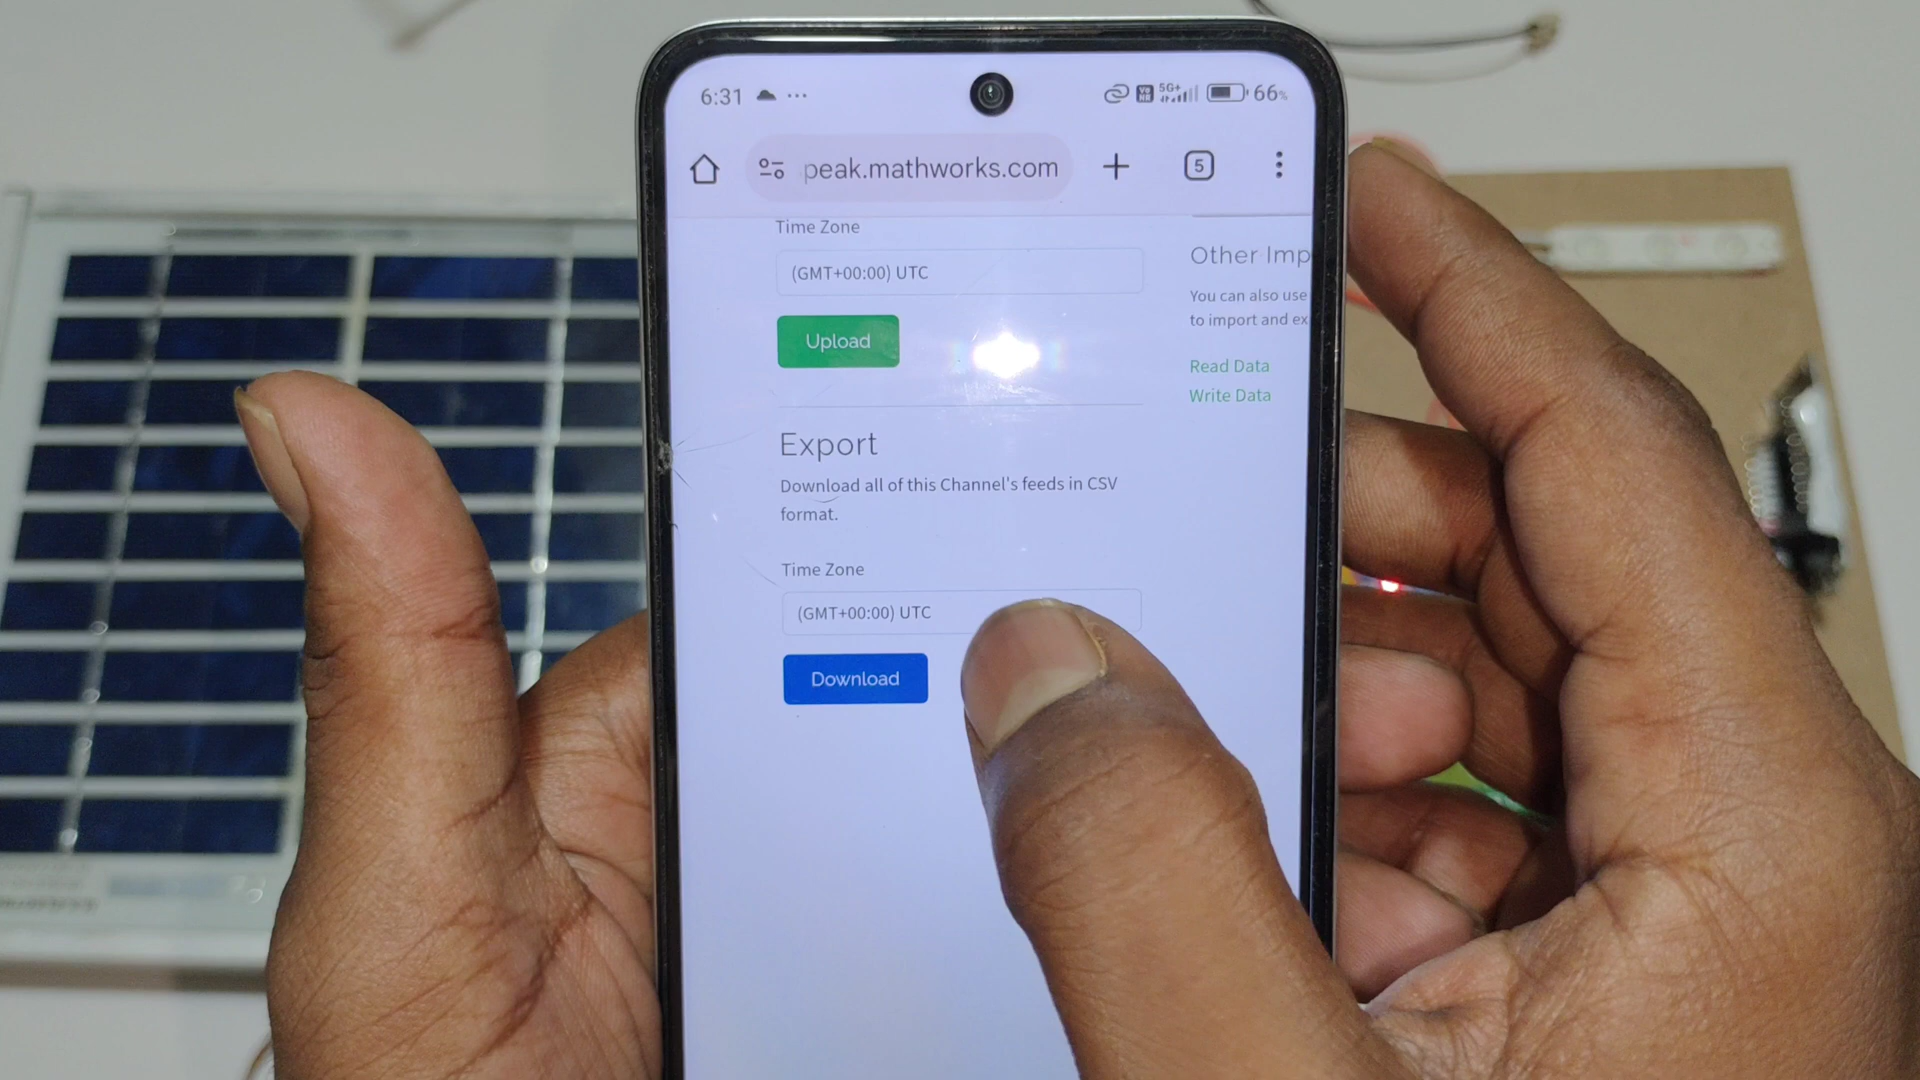 6:31
5G+
66%
peak.mathworks.com
5
Time Zone
(GMT+00:00) UTC
Upload
Other Imp
You can also use
to import and ex
Read Data
Write Data
Export
Download all of this Channel's feeds in CSV
format.
Time Zone
(GMT+00:00) UTC
Download